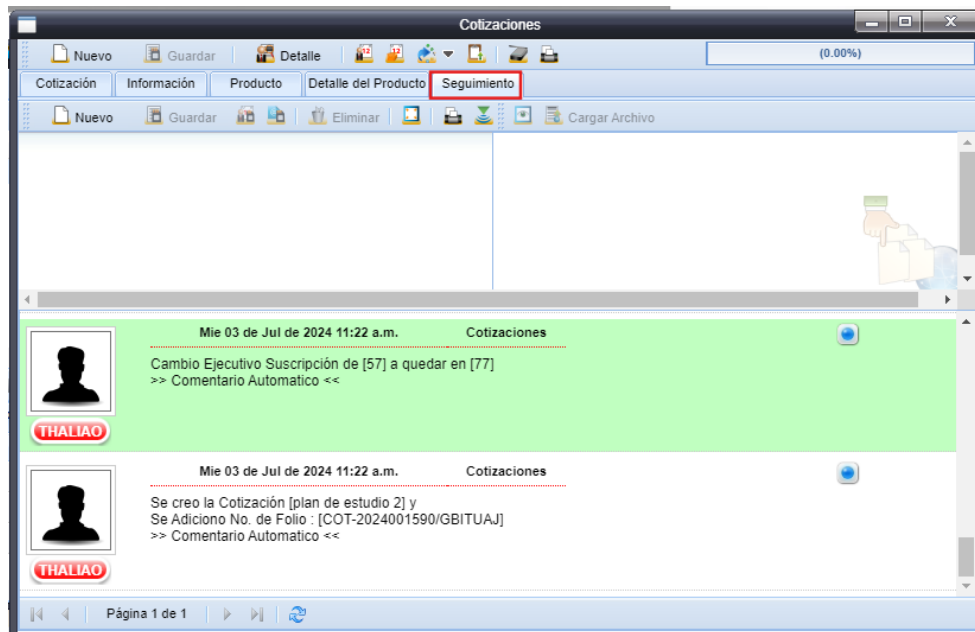 Cotizaciones
Nuevo Guardar Detalle (0.00%)
Cotización Información Producto Detalle del Producto Seguimiento
Nuevo Guardar Eliminar Cargar Archivo
Mie 03 de Jul de 2024 11:22 a.m. Cotizaciones
Cambio Ejecutivo Suscripción de [57] a quedar en [77]
>> Comentario Automatico <<
THALIAO
Mie 03 de Jul de 2024 11:22 a.m. Cotizaciones
Se creo la Cotización [plan de estudio 2] y
Se Adiciono No. de Folio : [COT-2024001590/GBITUAJ]
>> Comentario Automatico <<
THALIAO
Página 1 de 1